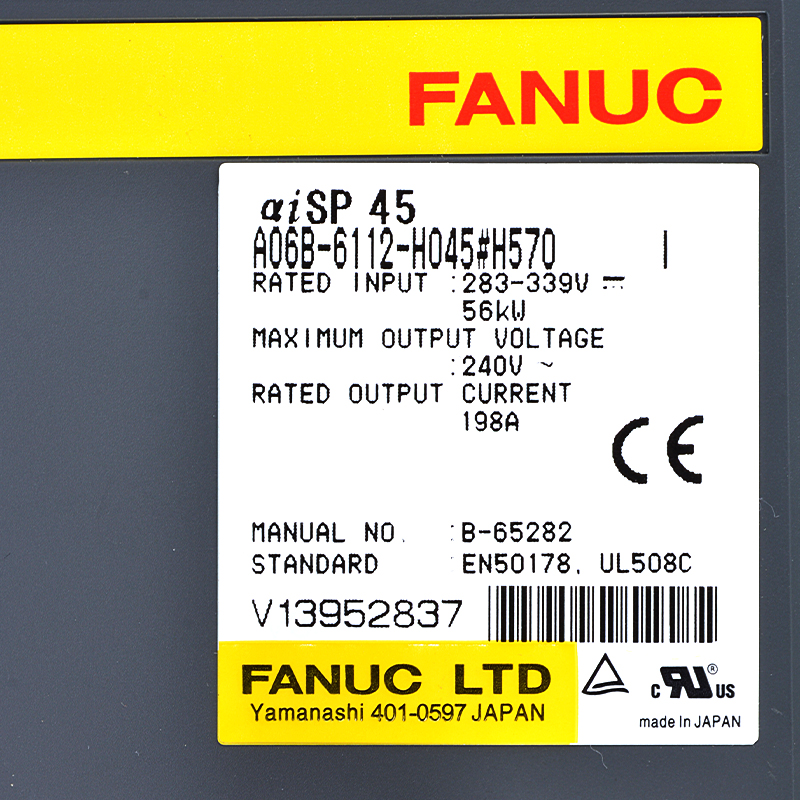 FANUC
αiSP 45
A06B-6112-H045#H570 I
RATED INPUT :283-339V ⎓
56kW
MAXIMUM OUTPUT VOLTAGE
:240V ~
RATED OUTPUT CURRENT
198A
CE
MANUAL NO. :B-65282
STANDARD :EN50178, UL508C
V13952837
FANUC LTD
Yamanashi 401-0597 JAPAN
c RU ® US
made In JAPAN